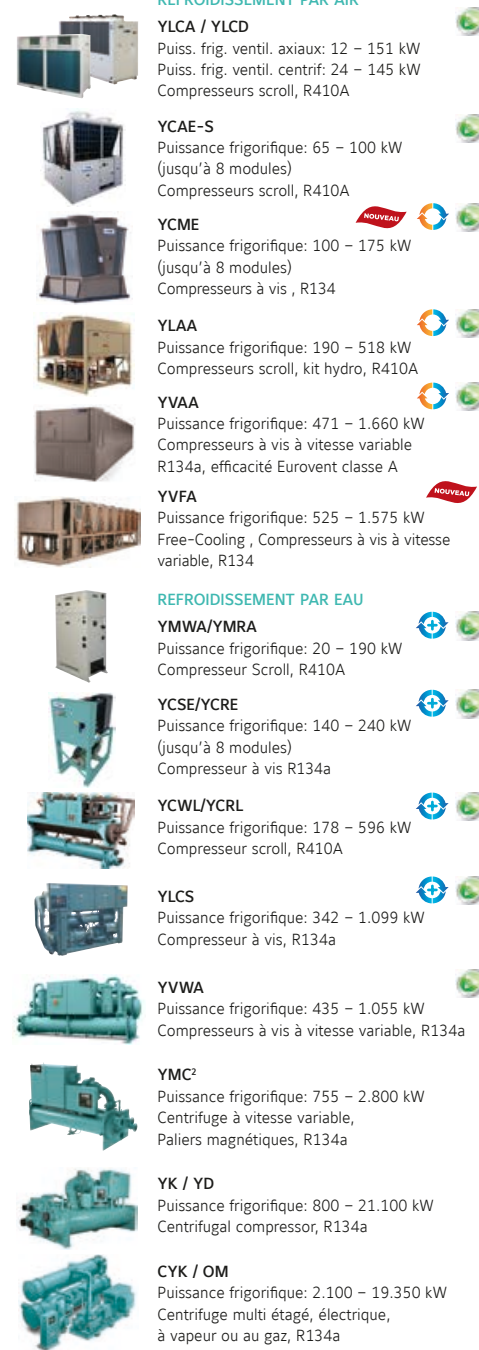 REFROIDISSEMENT PAR AIR
YLCA / YLCD
Puiss. frig. ventil. axiaux: 12 – 151 kW
Puiss. frig. ventil. centrif: 24 – 145 kW
Compresseurs scroll, R410A
YCAE-S
Puissance frigorifique: 65 – 100 kW
(jusqu'à 8 modules)
Compresseurs scroll, R410A
YCME
NOUVEAU
Puissance frigorifique: 100 – 175 kW
(jusqu'à 8 modules)
Compresseurs à vis , R134
YLAA
Puissance frigorifique: 190 – 518 kW
Compresseurs scroll, kit hydro, R410A
YVAA
Puissance frigorifique: 471 – 1.660 kW
Compresseurs à vis à vitesse variable
R134a, efficacité Eurovent classe A
YVFA
NOUVEAU
Puissance frigorifique: 525 – 1.575 kW
Free-Cooling , Compresseurs à vis à vitesse
variable, R134
REFROIDISSEMENT PAR EAU
YMWA/YMRA
Puissance frigorifique: 20 – 190 kW
Compresseur Scroll, R410A
YCSE/YCRE
Puissance frigorifique: 140 – 240 kW
(jusqu'à 8 modules)
Compresseur à vis R134a
YCWL/YCRL
Puissance frigorifique: 178 – 596 kW
Compresseur scroll, R410A
YLCS
Puissance frigorifique: 342 – 1.099 kW
Compresseur à vis, R134a
YVWA
Puissance frigorifique: 435 – 1.055 kW
Compresseurs à vis à vitesse variable, R134a
YMC²
Puissance frigorifique: 755 – 2.800 kW
Centrifuge à vitesse variable,
Paliers magnétiques, R134a
YK / YD
Puissance frigorifique: 800 – 21.100 kW
Centrifugal compressor, R134a
CYK / OM
Puissance frigorifique: 2.100 – 19.350 kW
Centrifuge multi étagé, électrique,
à vapeur ou au gaz, R134a